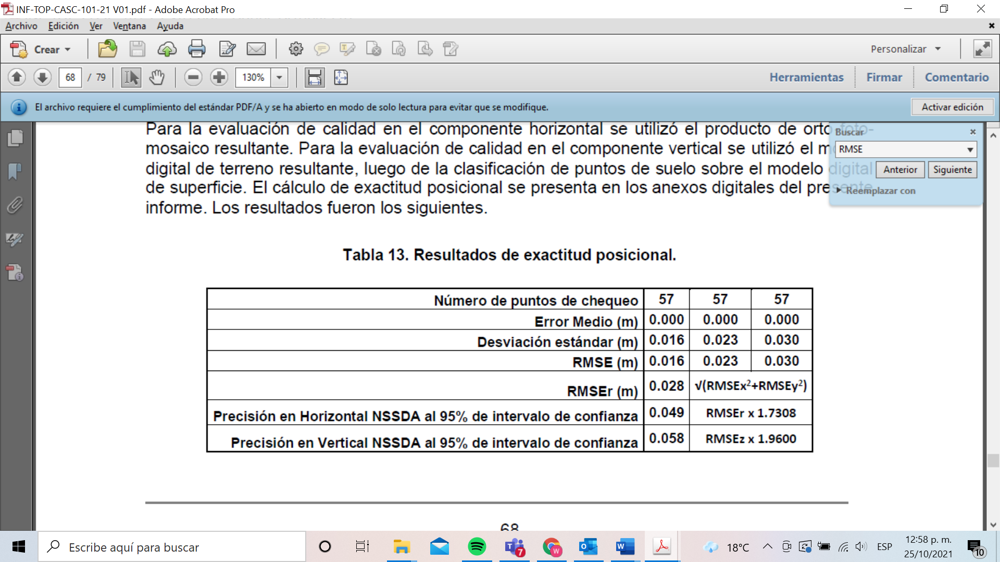 INF-TOP-CASC-101-21 V01.pdf - Adobe Acrobat Pro
Archivo Edición Ver Ventana Ayuda
Crear
Personalizar
68 / 79
130%
Herramientas Firmar Comentario
El archivo requiere el cumplimiento del estándar PDF/A y se ha abierto en modo de solo lectura para evitar que se modifique.
Activar edición
Buscar
RMSE
Anterior Siguiente
Reemplazar con
Para la evaluación de calidad en el componente horizontal se utilizó el producto de orto foto-
mosaico resultante. Para la evaluación de calidad en el componente vertical se utilizó el
digital de terreno resultante, luego de la clasificación de puntos de suelo sobre el modelo digital
de superficie. El cálculo de exactitud posicional se presenta en los anexos digitales del presente
informe. Los resultados fueron los siguientes.
Tabla 13. Resultados de exactitud posicional.
Número de puntos de chequeo 57 57 57
Error Medio (m) 0.000 0.000 0.000
Desviación estándar (m) 0.016 0.023 0.030
RMSE (m) 0.016 0.023 0.030
RMSEr (m) 0.028 √(RMSEx²+RMSEy²)
Precisión en Horizontal NSSDA al 95% de intervalo de confianza 0.049 RMSEr x 1.7308
Precisión en Vertical NSSDA al 95% de intervalo de confianza 0.058 RMSEz x 1.9600
68
Escribe aquí para buscar
7
W
18°C
ESP
12:58 p. m.
25/10/2021
10